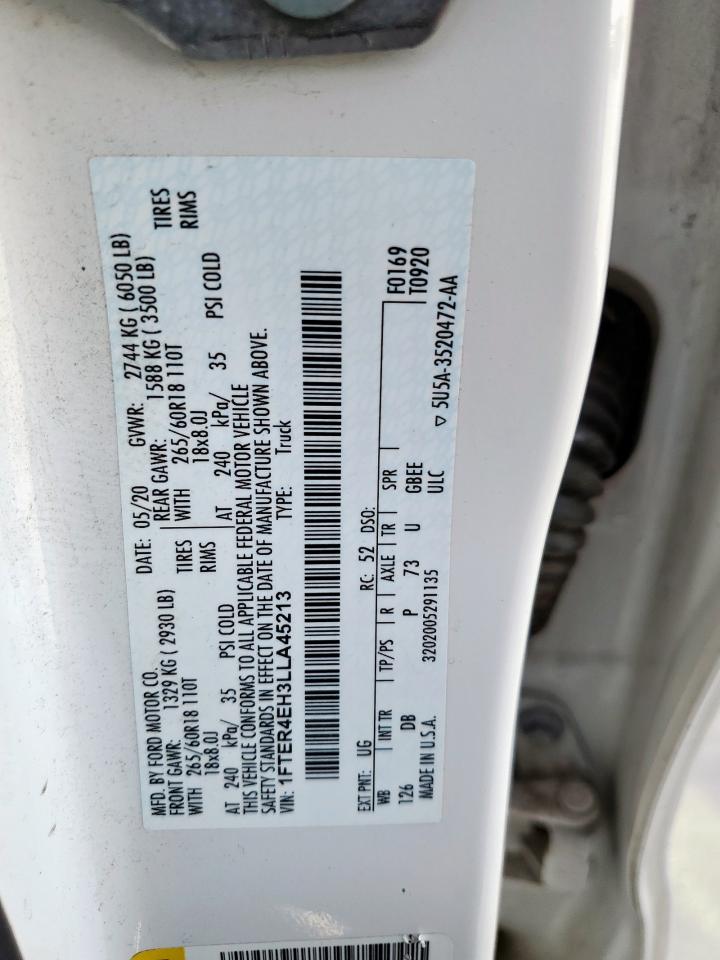 MFD. BY FORD MOTOR CO. DATE: 05/20 GVWR: 2744 KG ( 6050 LB)
FRONT GAWR: 1329 KG ( 2930 LB) REAR GAWR: 1588 KG ( 3500 LB)
WITH 265/60R18 110T TIRES WITH 265/60R18 110T TIRES
18x8.0J RIMS 18x8.0J RIMS
AT 240 kPa/ 35 PSI COLD AT 240 kPa/ 35 PSI COLD
THIS VEHICLE CONFORMS TO ALL APPLICABLE FEDERAL MOTOR VEHICLE
SAFETY STANDARDS IN EFFECT ON THE DATE OF MANUFACTURE SHOWN ABOVE.
VIN: 1FTER4EH3LLA45213 TYPE: Truck
EXT PNT: UG RC: 52 DSO: F0169
WB INT TR TP/PS R AXLE TR SPR T0920
126 DB P 73 U GBEE
MADE IN U.S.A. 3202005291135 ULC ▽ 5U5A-3520472-AA